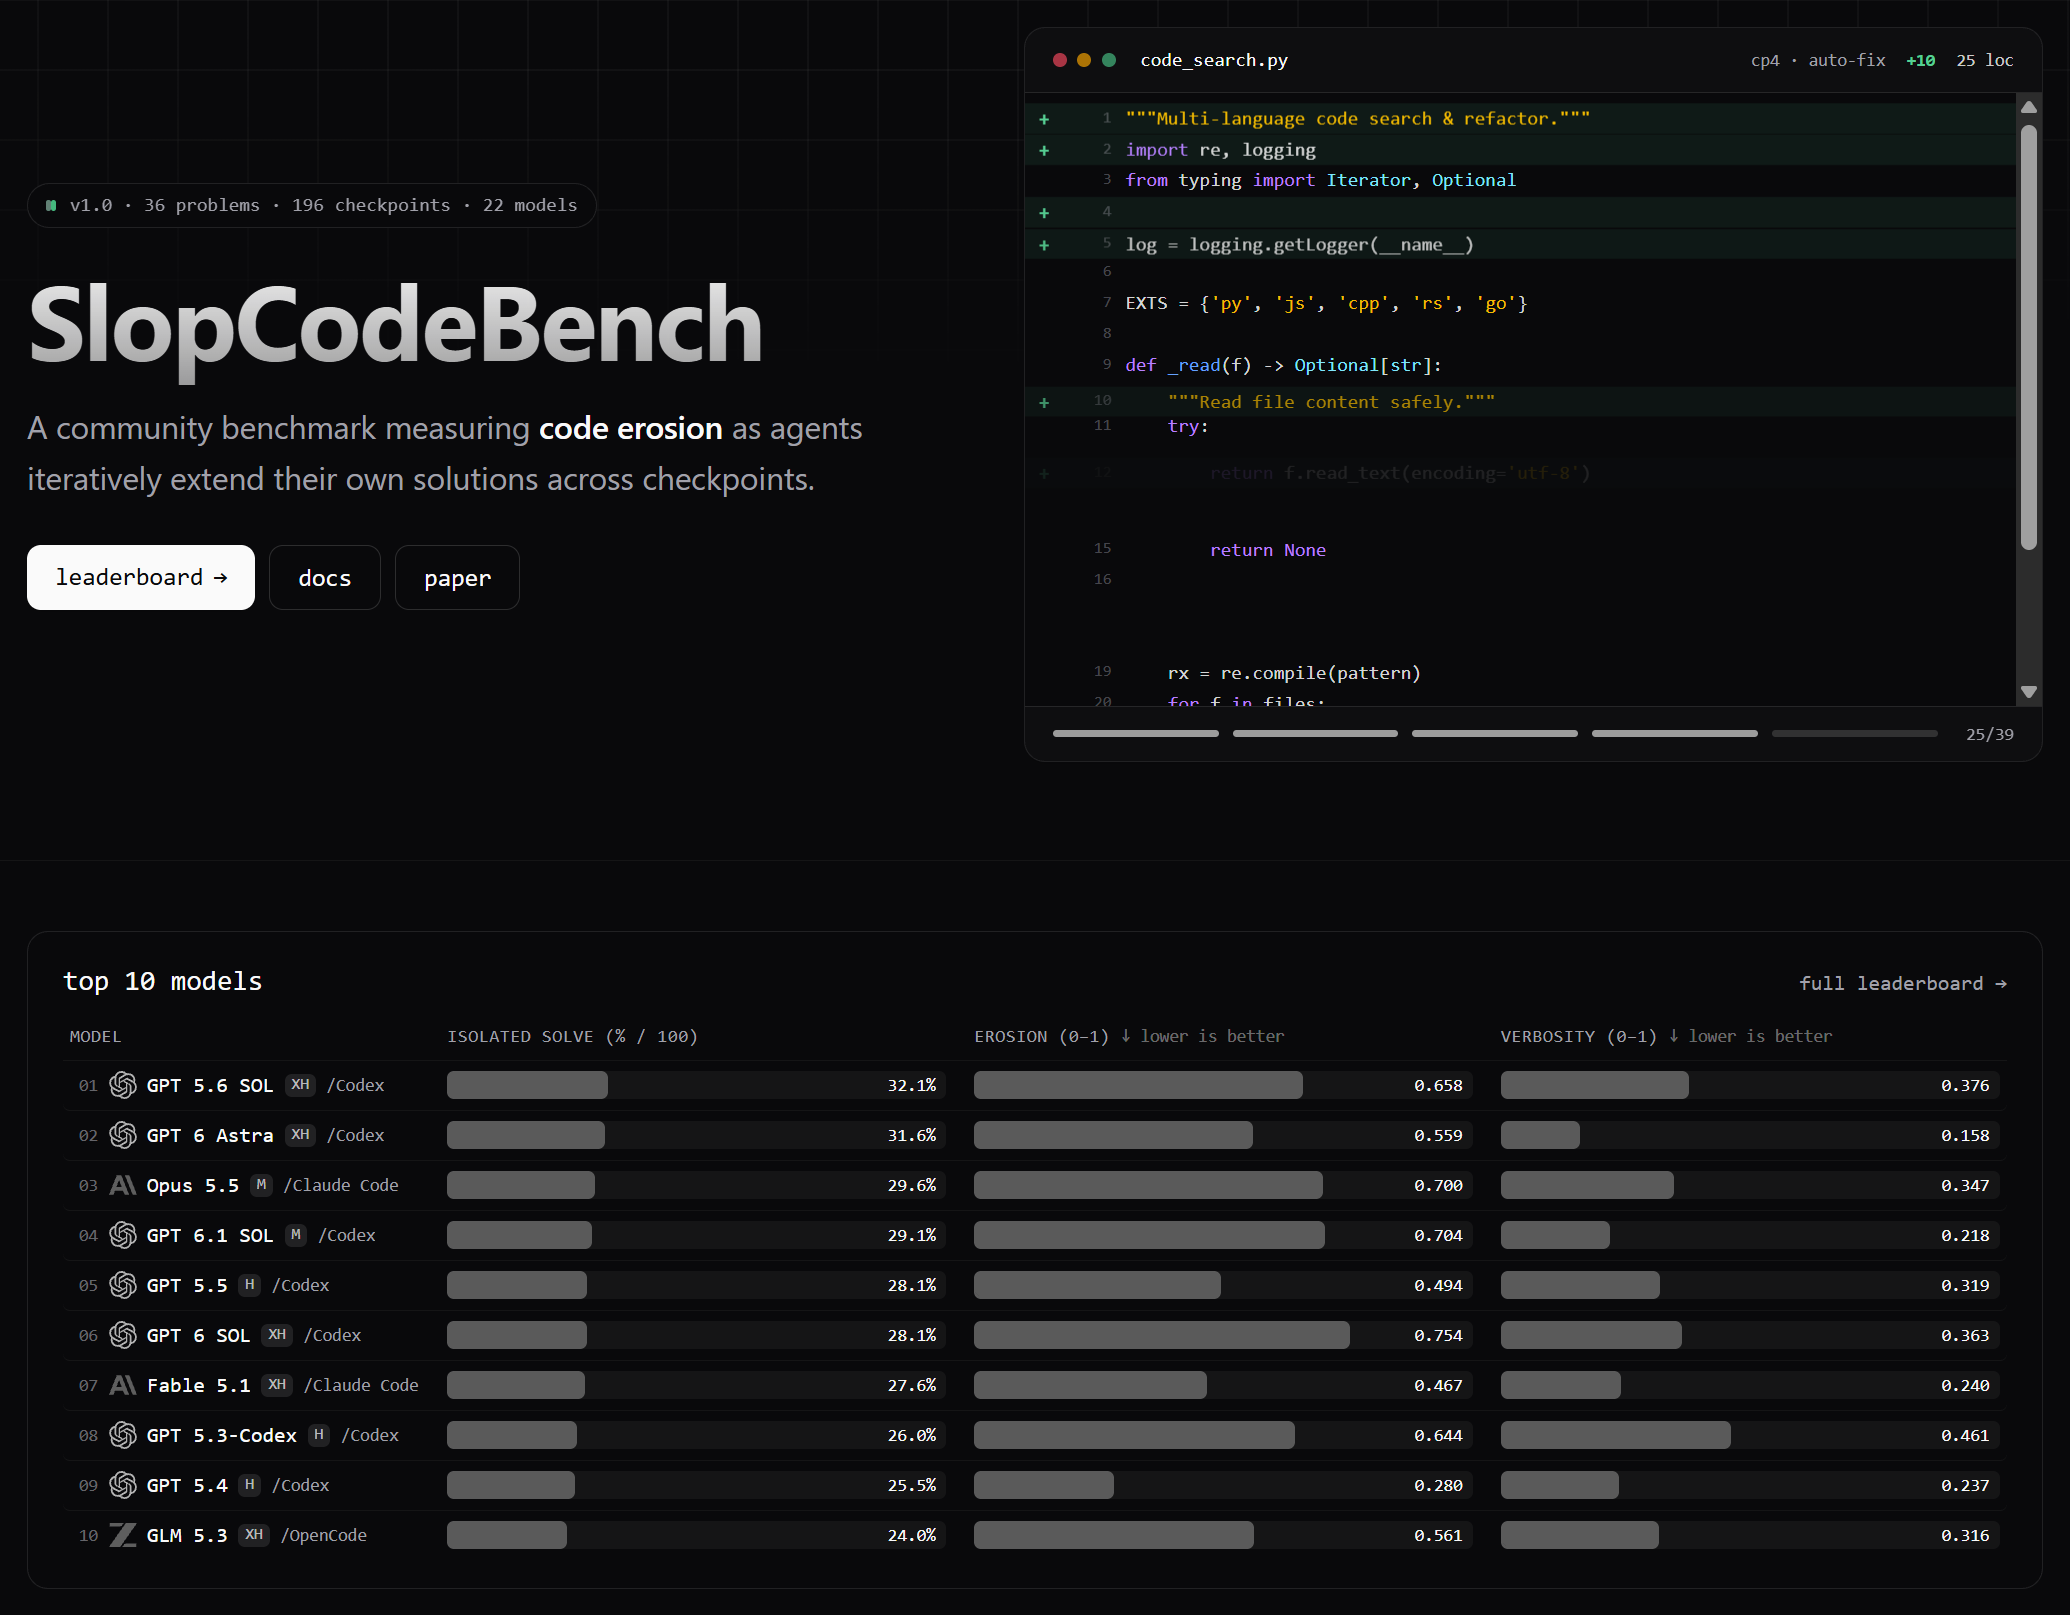 v1.0 · 36 problems · 196 checkpoints · 22 models
SlopCodeBench
A community benchmark measuring code erosion as agents
iteratively extend their own solutions across checkpoints.
leaderboard →
docs
paper
code_search.py
cp4 · auto-fix +10 25 loc
+ 1 """Multi-language code search & refactor."""
+ 2 import re, logging
3 from typing import Iterator, Optional
+ 4
+ 5 log = logging.getLogger(__name__)
6
7 EXTS = {'py', 'js', 'cpp', 'rs', 'go'}
8
9 def _read(f) -> Optional[str]:
+ 10 """Read file content safely."""
11 try:
+ 12 return f.read_text(encoding='utf-8')
15 return None
16
19 rx = re.compile(pattern)
20 for f in files:
25/39
top 10 models
full leaderboard →
MODEL ISOLATED SOLVE (% / 100) EROSION (0–1) ↓ lower is better VERBOSITY (0–1) ↓ lower is better
01 GPT 5.6 SOL XH /Codex 32.1% 0.658 0.376
02 GPT 6 Astra XH /Codex 31.6% 0.559 0.158
03 Opus 5.5 M /Claude Code 29.6% 0.700 0.347
04 GPT 6.1 SOL M /Codex 29.1% 0.704 0.218
05 GPT 5.5 H /Codex 28.1% 0.494 0.319
06 GPT 6 SOL XH /Codex 28.1% 0.754 0.363
07 Fable 5.1 XH /Claude Code 27.6% 0.467 0.240
08 GPT 5.3-Codex H /Codex 26.0% 0.644 0.461
09 GPT 5.4 H /Codex 25.5% 0.280 0.237
10 GLM 5.3 XH /OpenCode 24.0% 0.561 0.316